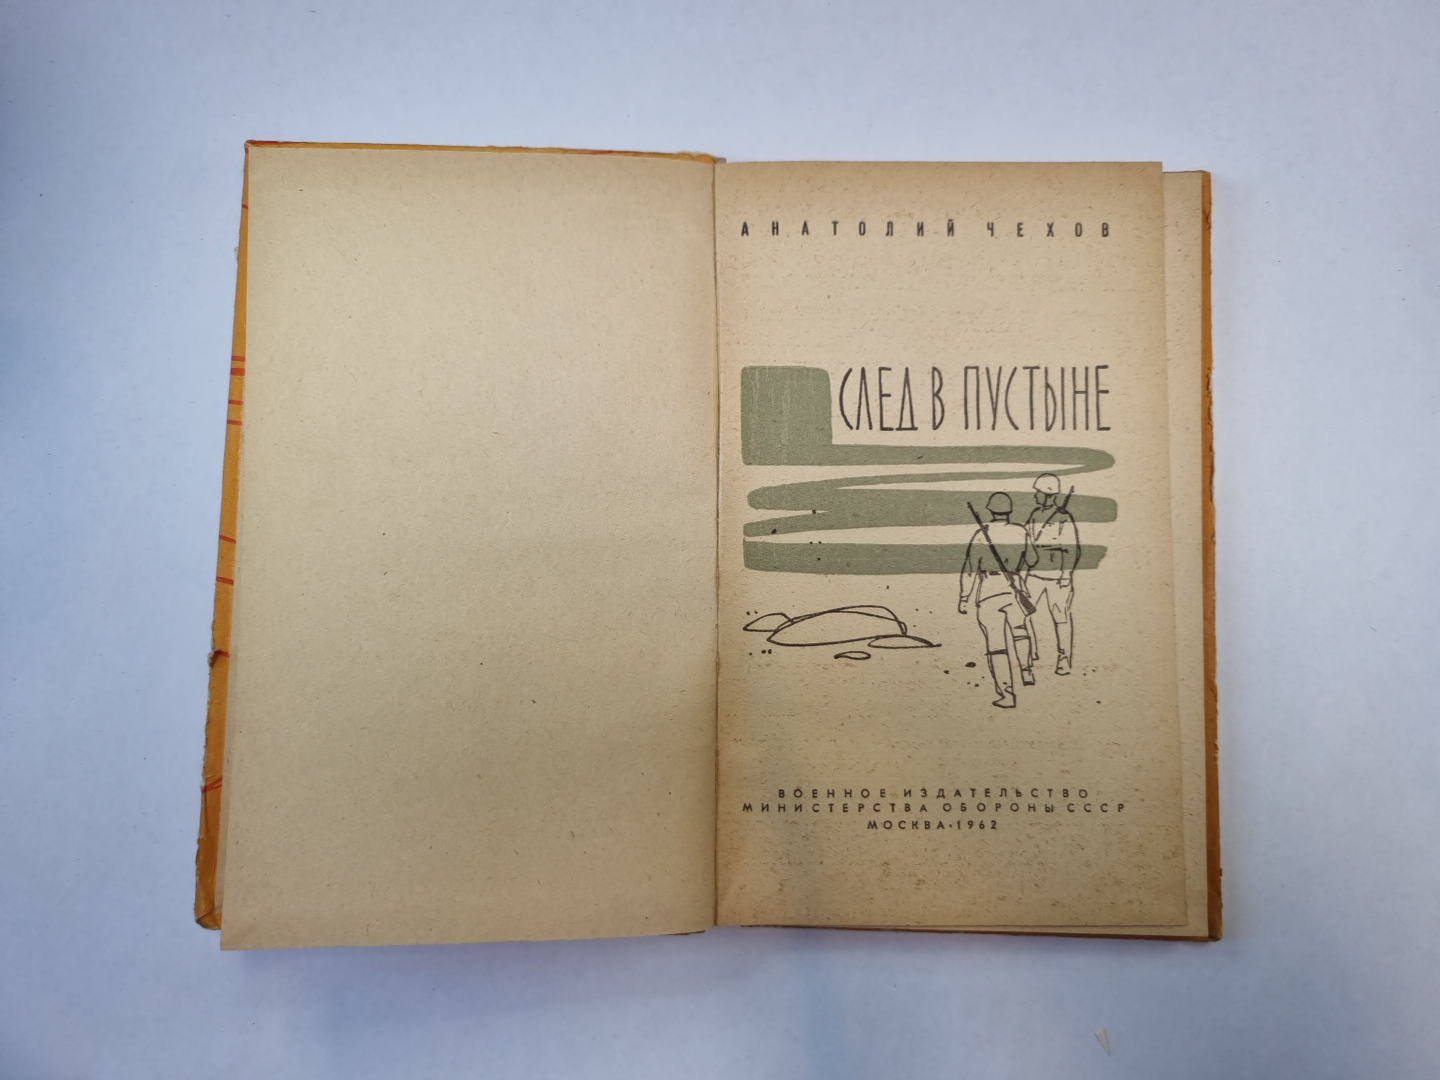 АНАТОЛИЙ ЧЕХОВ
СЛЕД В ПУСТЫНЕ
ВОЕННОЕ ИЗДАТЕЛЬСТВО
МИНИСТЕРСТВА ОБОРОНЫ СССР
МОСКВА·1962